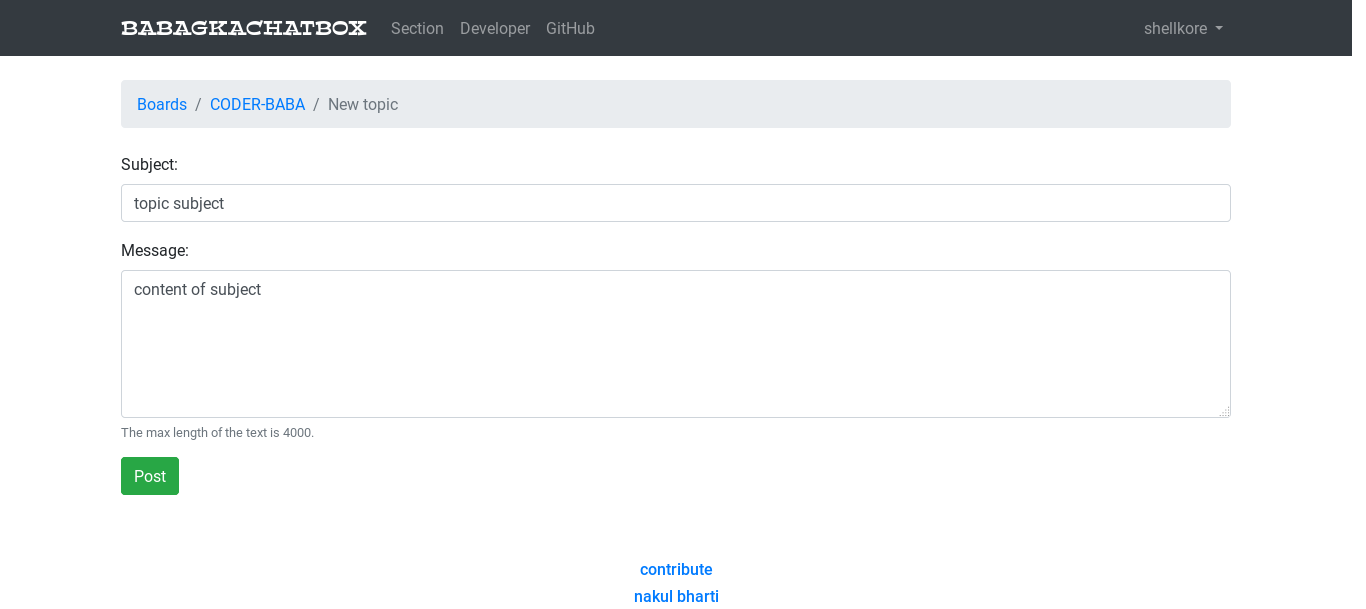 BABAGKACHATBOX Section Developer GitHub shellkore
Boards / CODER-BABA / New topic
Subject:
topic subject
Message:
content of subject
The max length of the text is 4000.
Post
contribute
nakul bharti